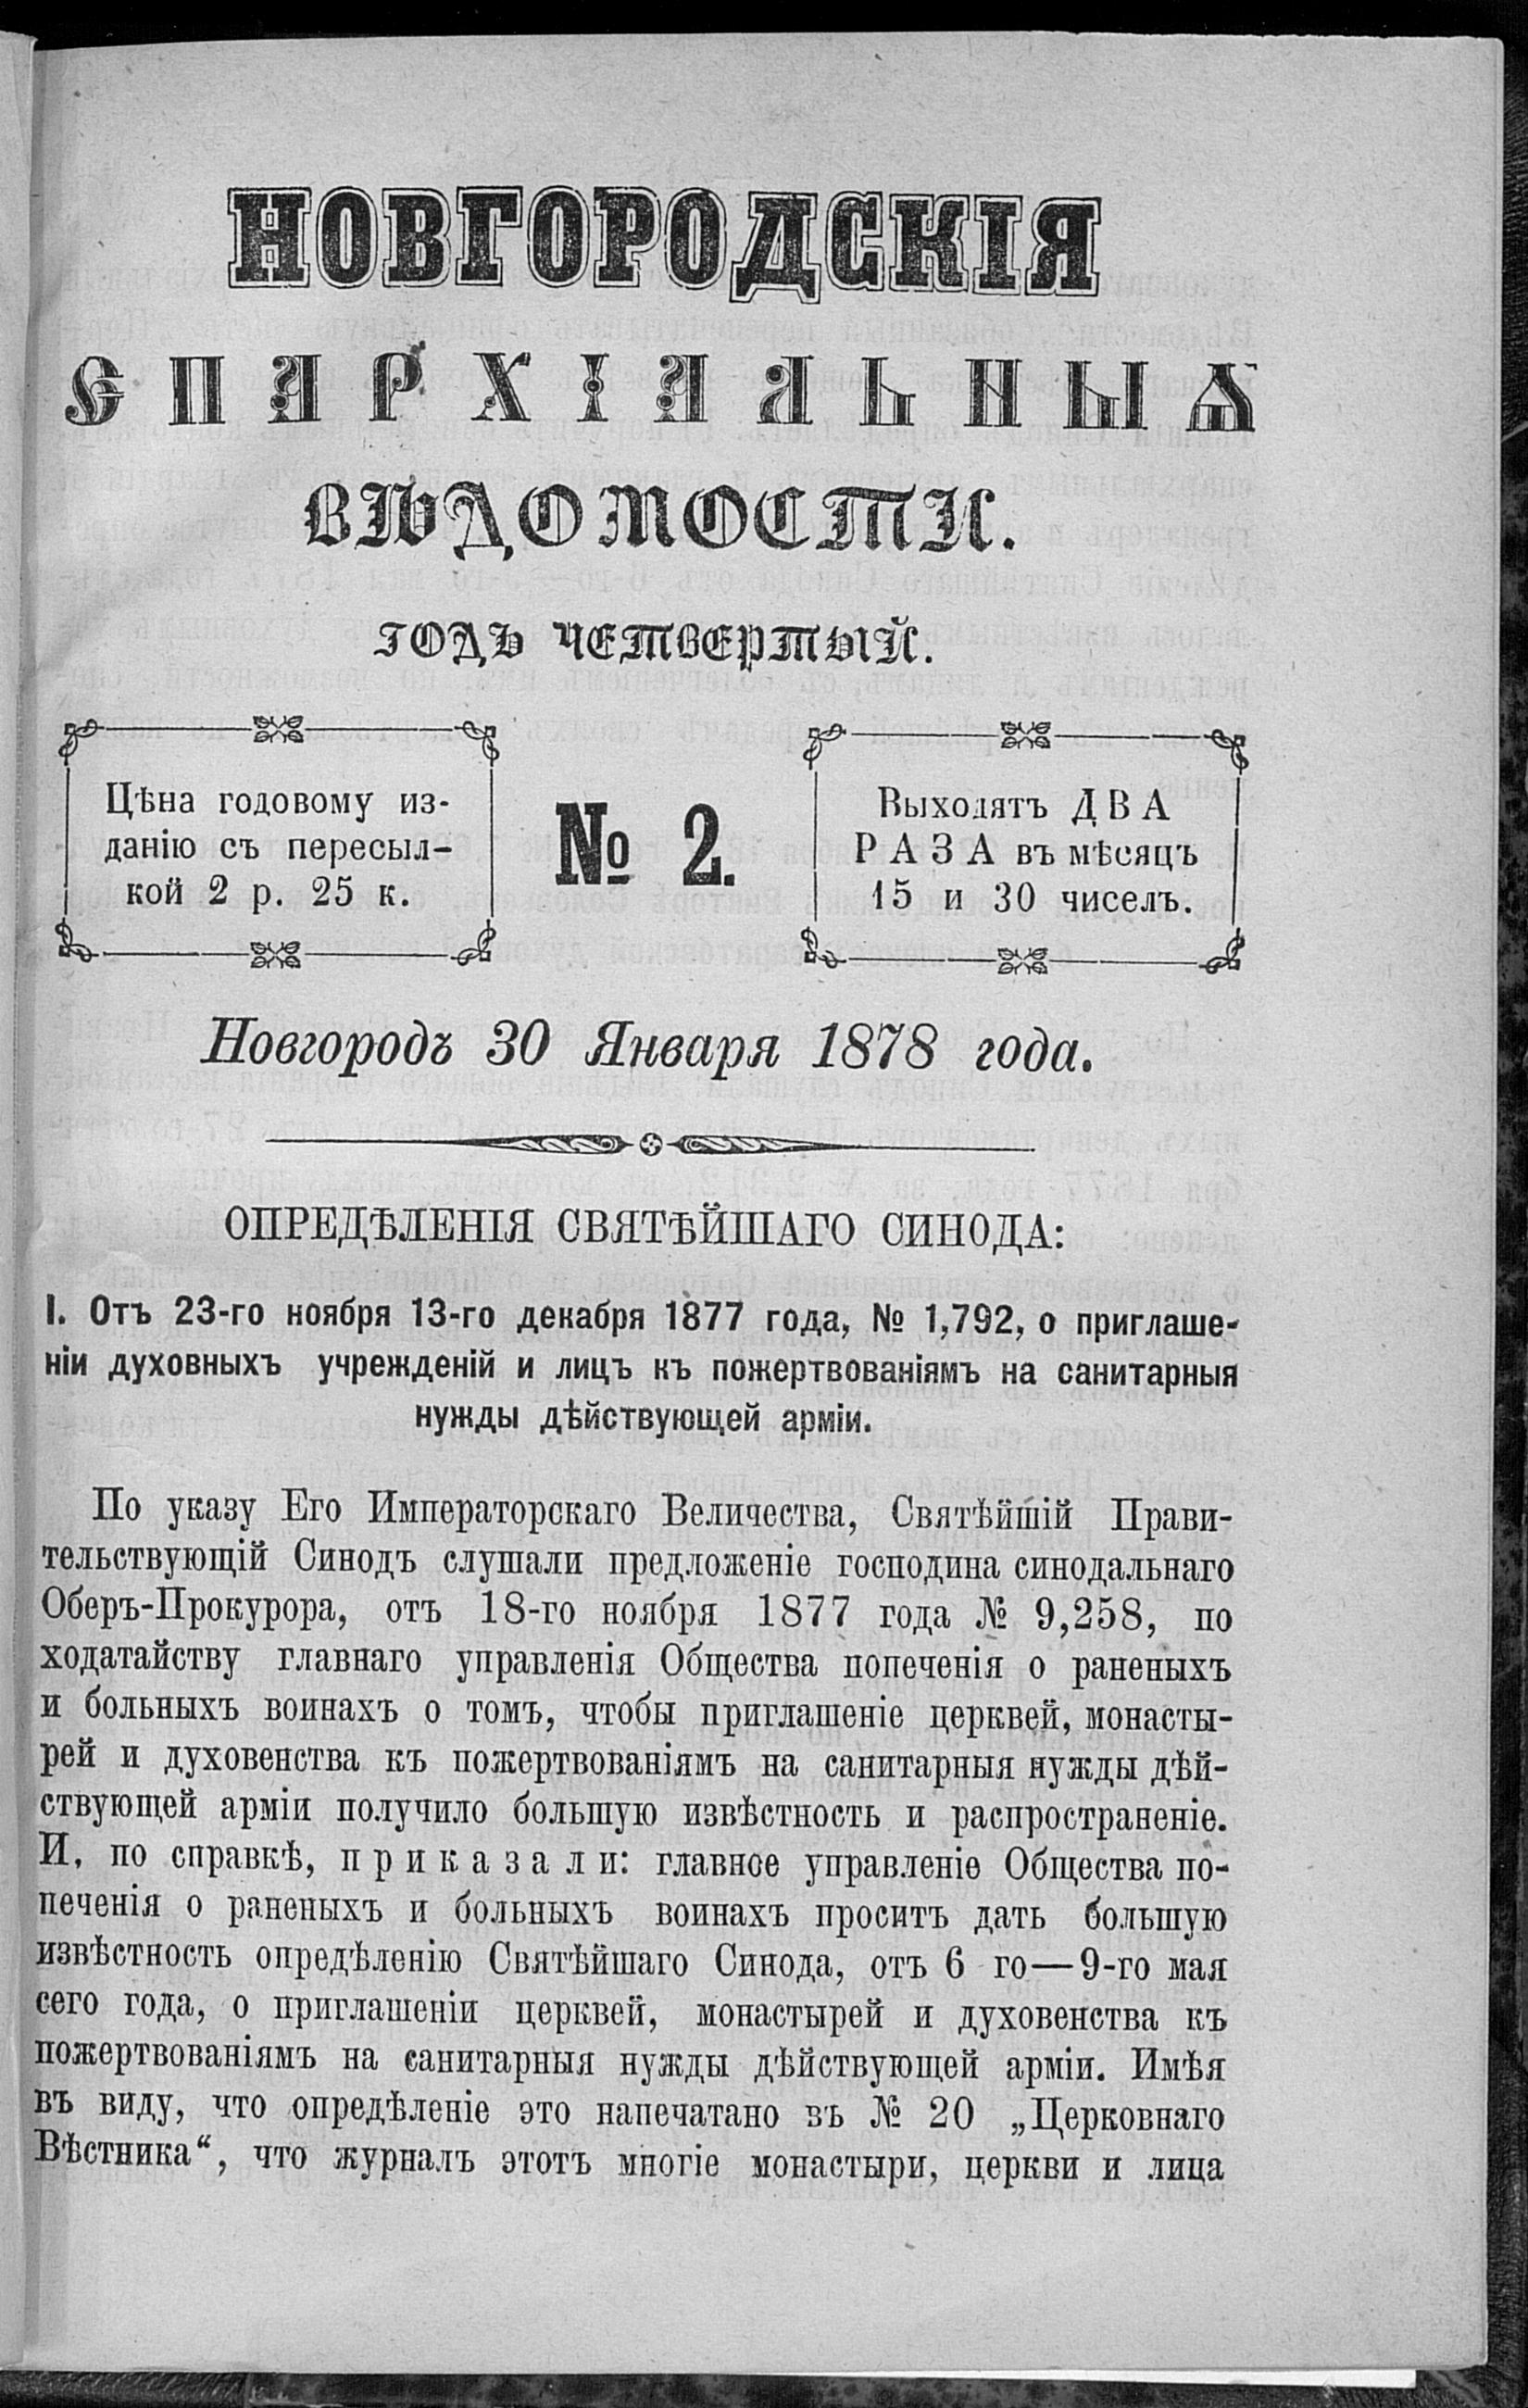 НОВГОРОДСКІЯ
ЕПАРХІАЛЬНЫѦ
ВѢДОМОСТИ.
ГОДЪ ЧЕТВЕРТЫЙ.
Цѣна годовому из-
данію съ пересыл-
кой 2 р. 25 к.
№ 2.
Выходятъ ДВА
РАЗА въ мѣсяцъ
15 и 30 чиселъ.
Новгородъ 30 Января 1878 года.
ОПРЕДѢЛЕНІЯ СВЯТѢЙШАГО СИНОДА:
I. Отъ 23-го ноября 13-го декабря 1877 года, № 1,792, о приглаше-
ніи духовныхъ учрежденій и лицъ къ пожертвованіямъ на санитарныя
нужды дѣйствующей арміи.
По указу Его Императорскаго Величества, Святѣйшій Прави-
тельствующій Синодъ слушали предложеніе господина синодальнаго
Оберъ-Прокурора, отъ 18-го ноября 1877 года № 9,258, по
ходатайству главнаго управленія Общества попеченія о раненыхъ
и больныхъ воинахъ о томъ, чтобы приглашеніе церквей, монасты-
рей и духовенства къ пожертвованіямъ на санитарныя нужды дѣй-
ствующей арміи получило большую извѣстность и распространеніе.
И, по справкѣ, приказали: главное управленіе Общества по-
печенія о раненыхъ и больныхъ воинахъ проситъ дать большую
извѣстность опредѣленію Святѣйшаго Синода, отъ 6 го—9-го мая
сего года, о приглашеніи церквей, монастырей и духовенства къ
пожертвованіямъ на санитарныя нужды дѣйствующей арміи. Имѣя
въ виду, что опредѣленіе это напечатано въ № 20 „Церковнаго
Вѣстника“, что журналъ этотъ многіе монастыри, церкви и лица